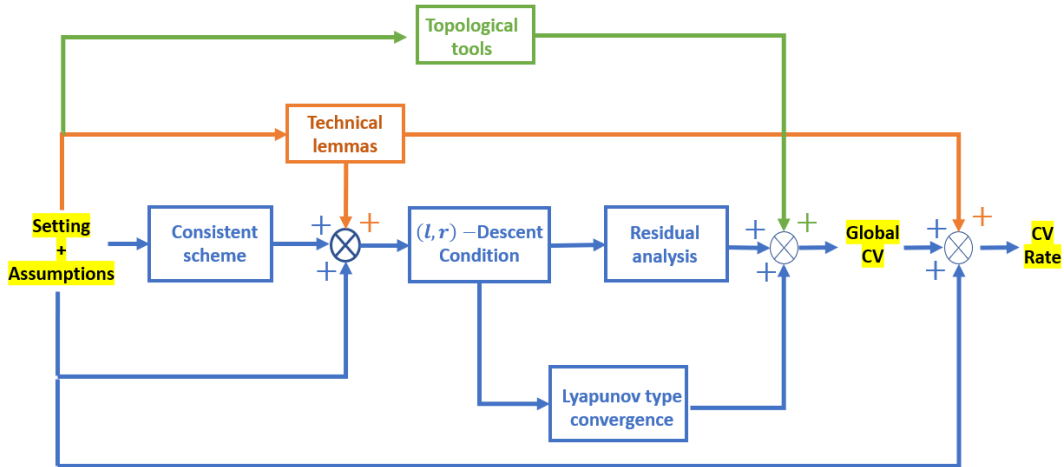 Topological
tools
Technical
lemmas
+
Setting
+
Assumptions
Consistent
scheme
+
+
(l, r) −Descent
Condition
Residual
analysis
+
+
+
Global
CV
+
+
+
CV
Rate
Lyapunov type
convergence